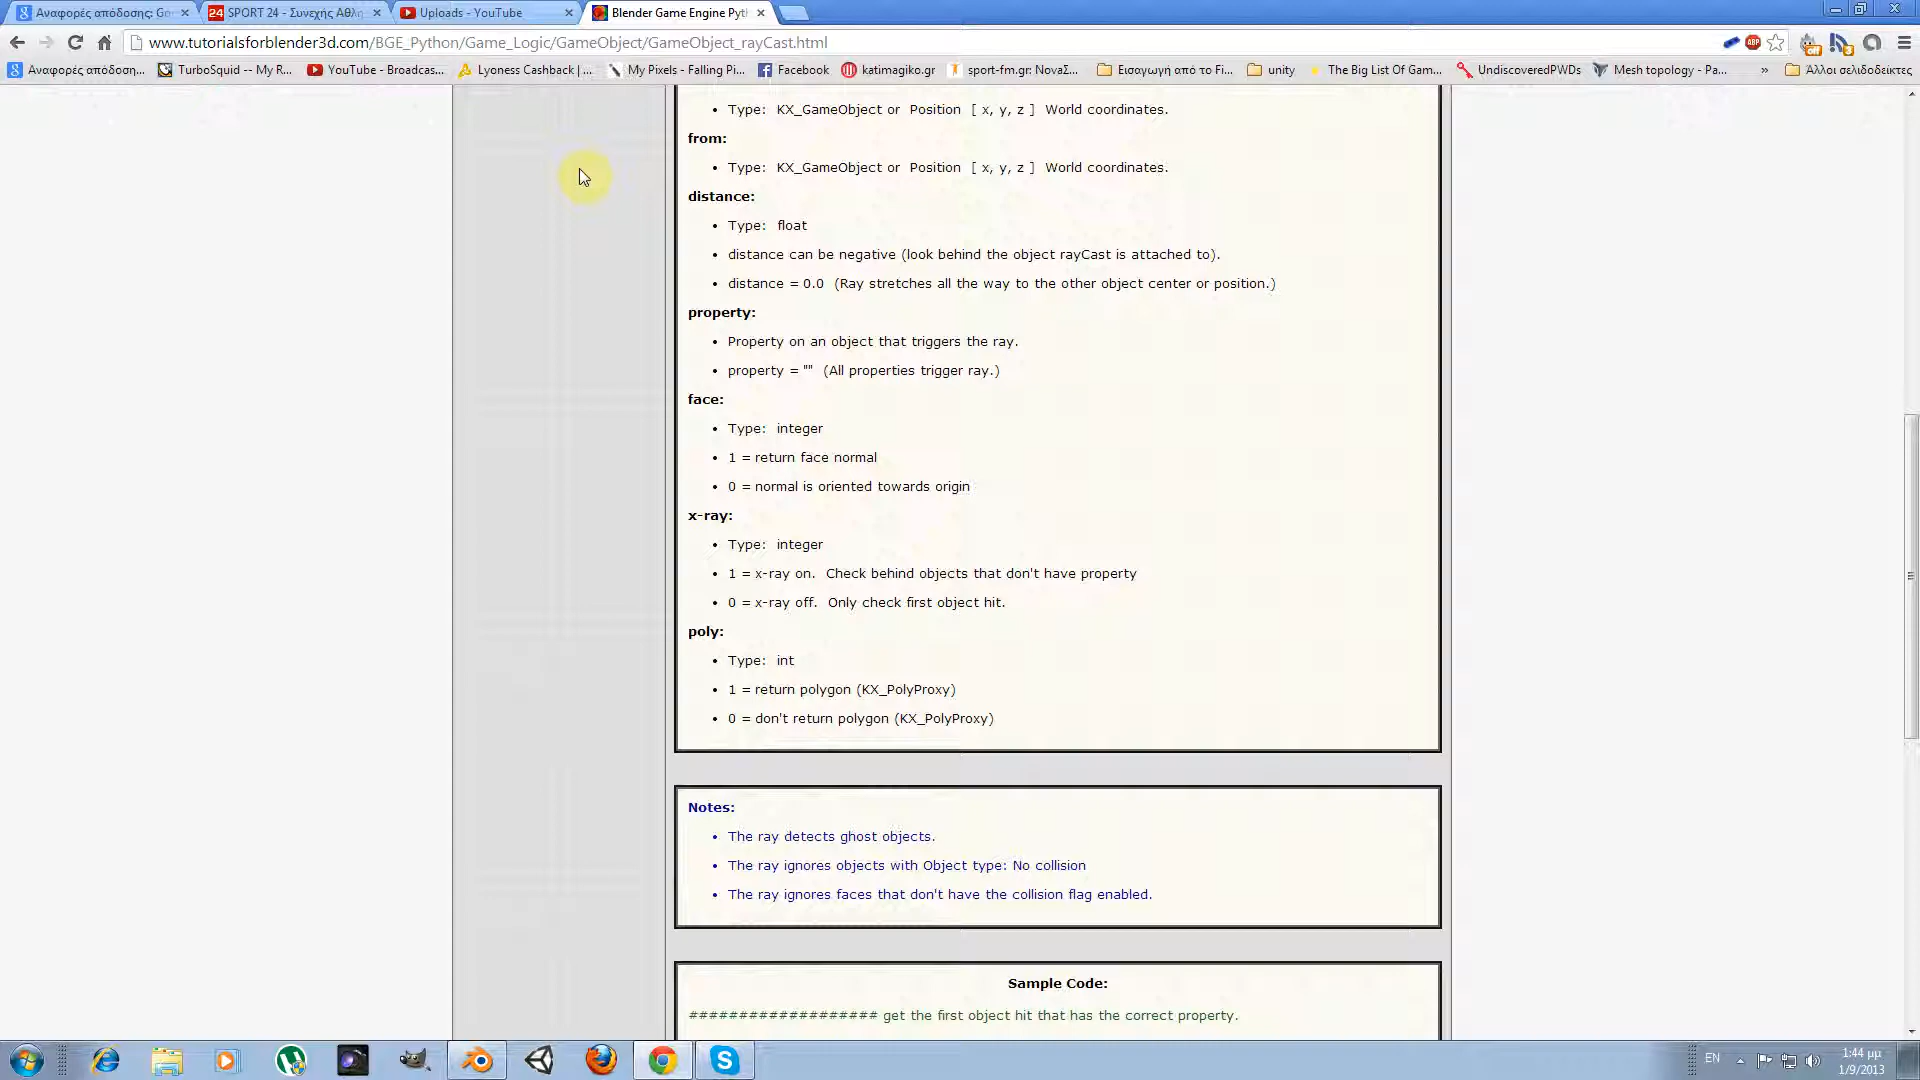 Αναφορές απόδοσης: Go
SPORT 24 - Συνεχής Αθλη
Uploads - YouTube
Blender Game Engine Pyth
www.tutorialsforblender3d.com/BGE_Python/Game_Logic/GameObject/GameObject_rayCast.html
Αναφορές απόδοση...
TurboSquid -- My R...
YouTube - Broadcas...
Lyoness Cashback | ...
My Pixels - Falling Pi...
Facebook
katimagiko.gr
sport-fm.gr: ΝοναΣ...
Εισαγωγή από το Fi...
unity
The Big List Of Gam...
UndiscoveredPWDs
Mesh topology - Pa...
»
Άλλοι σελιδοδείκτες
• Type: KX_GameObject or Position [ x, y, z ] World coordinates.
from:
• Type: KX_GameObject or Position [ x, y, z ] World coordinates.
distance:
• Type: float
• distance can be negative (look behind the object rayCast is attached to).
• distance = 0.0 (Ray stretches all the way to the other object center or position.)
property:
• Property on an object that triggers the ray.
• property = "" (All properties trigger ray.)
face:
• Type: integer
• 1 = return face normal
• 0 = normal is oriented towards origin
x-ray:
• Type: integer
• 1 = x-ray on. Check behind objects that don't have property
• 0 = x-ray off. Only check first object hit.
poly:
• Type: int
• 1 = return polygon (KX_PolyProxy)
• 0 = don't return polygon (KX_PolyProxy)
Notes:
• The ray detects ghost objects.
• The ray ignores objects with Object type: No collision
• The ray ignores faces that don't have the collision flag enabled.
Sample Code:
################### get the first object hit that has the correct property.
EN
1:44 μμ
1/9/2013